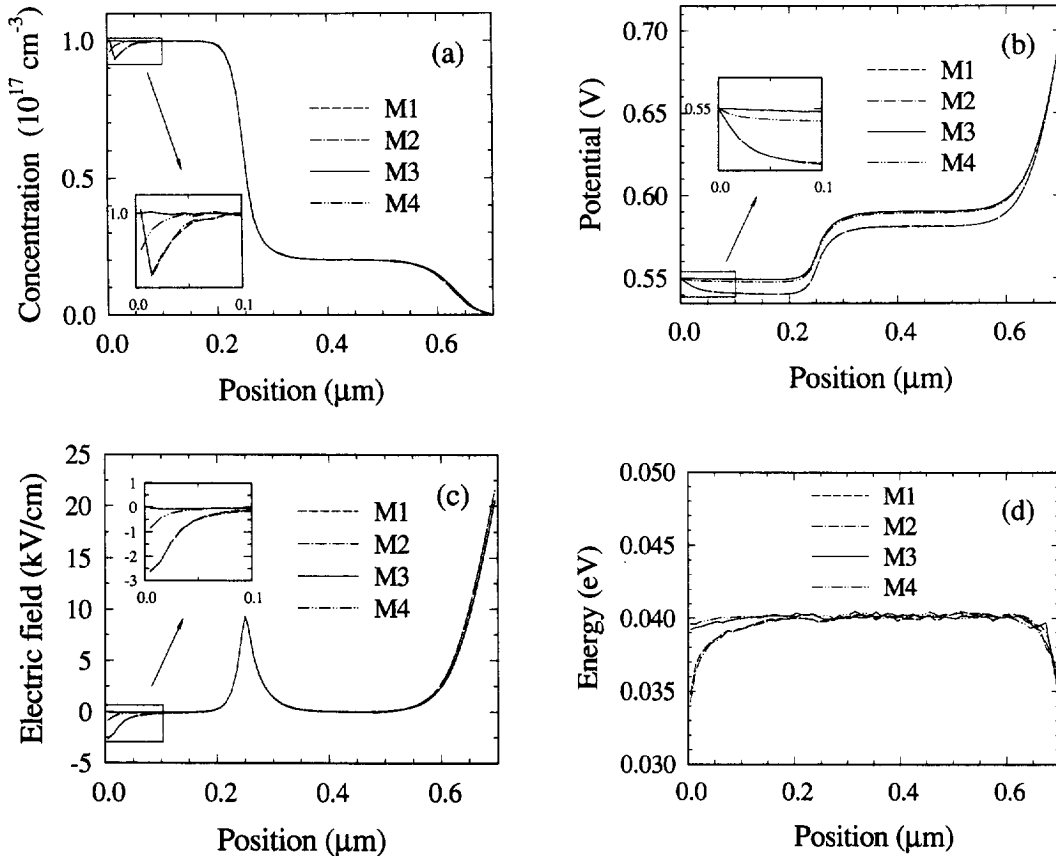 (a)
Concentration (10^17 cm^-3)
1.0
0.5
0.0
M1
M2
M3
M4
1.0
0.0 0.1
0.0 0.2 0.4 0.6
Position (μm)
(b)
Potential (V)
0.70
0.65
0.60
0.55
M1
M2
M3
M4
0.55
0.0 0.1
0.0 0.2 0.4 0.6
Position (μm)
(c)
Electric field (kV/cm)
25
20
15
10
5
0
-5
M1
M2
M3
M4
1
0
-1
-2
-3
0.0 0.1
0.0 0.2 0.4 0.6
Position (μm)
(d)
Energy (eV)
0.050
0.045
0.040
0.035
0.030
M1
M2
M3
M4
0.0 0.2 0.4 0.6
Position (μm)